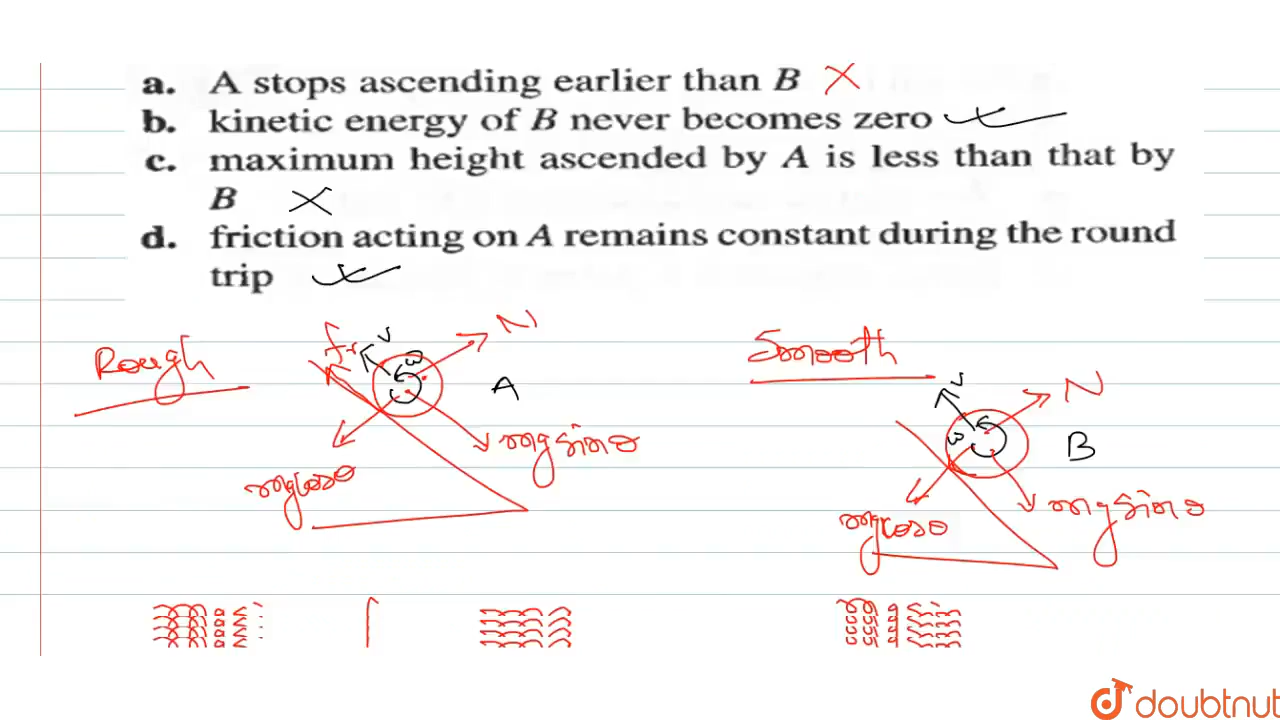 a. A stops ascending earlier than B ×
b. kinetic energy of B never becomes zero
c. maximum height ascended by A is less than that by
B ×
d. friction acting on A remains constant during the round
trip
Rough
fr
v
ω
N
A
mg sinθ
mg cosθ
Smooth
v
ω
N
B
mg sinθ
mg cosθ
doubtnut